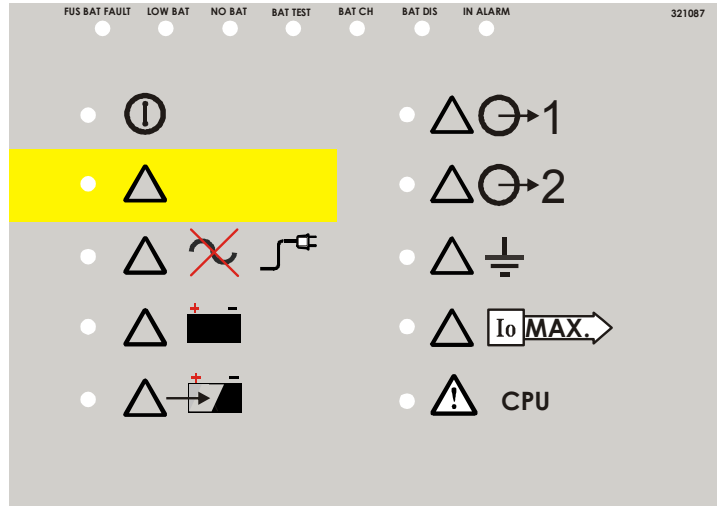 FUS BAT FAULT LOW BAT NO BAT BAT TEST BAT CH BAT DIS IN ALARM 321087
1
2
+ -
Io MAX.
+ -
CPU